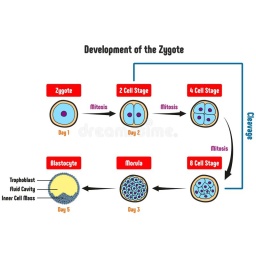 Development of the Zygote
Zygote
2 Cell Stage
4 Cell Stage
Mitosis
Mitosis
Day 1
Day 2
Mitosis
Cleavage
Blastocyte
Morula
8 Cell Stage
Trophoblast
Fluid Cavity
Inner Cell Mass
Day 5
Day 3
dreamstime.